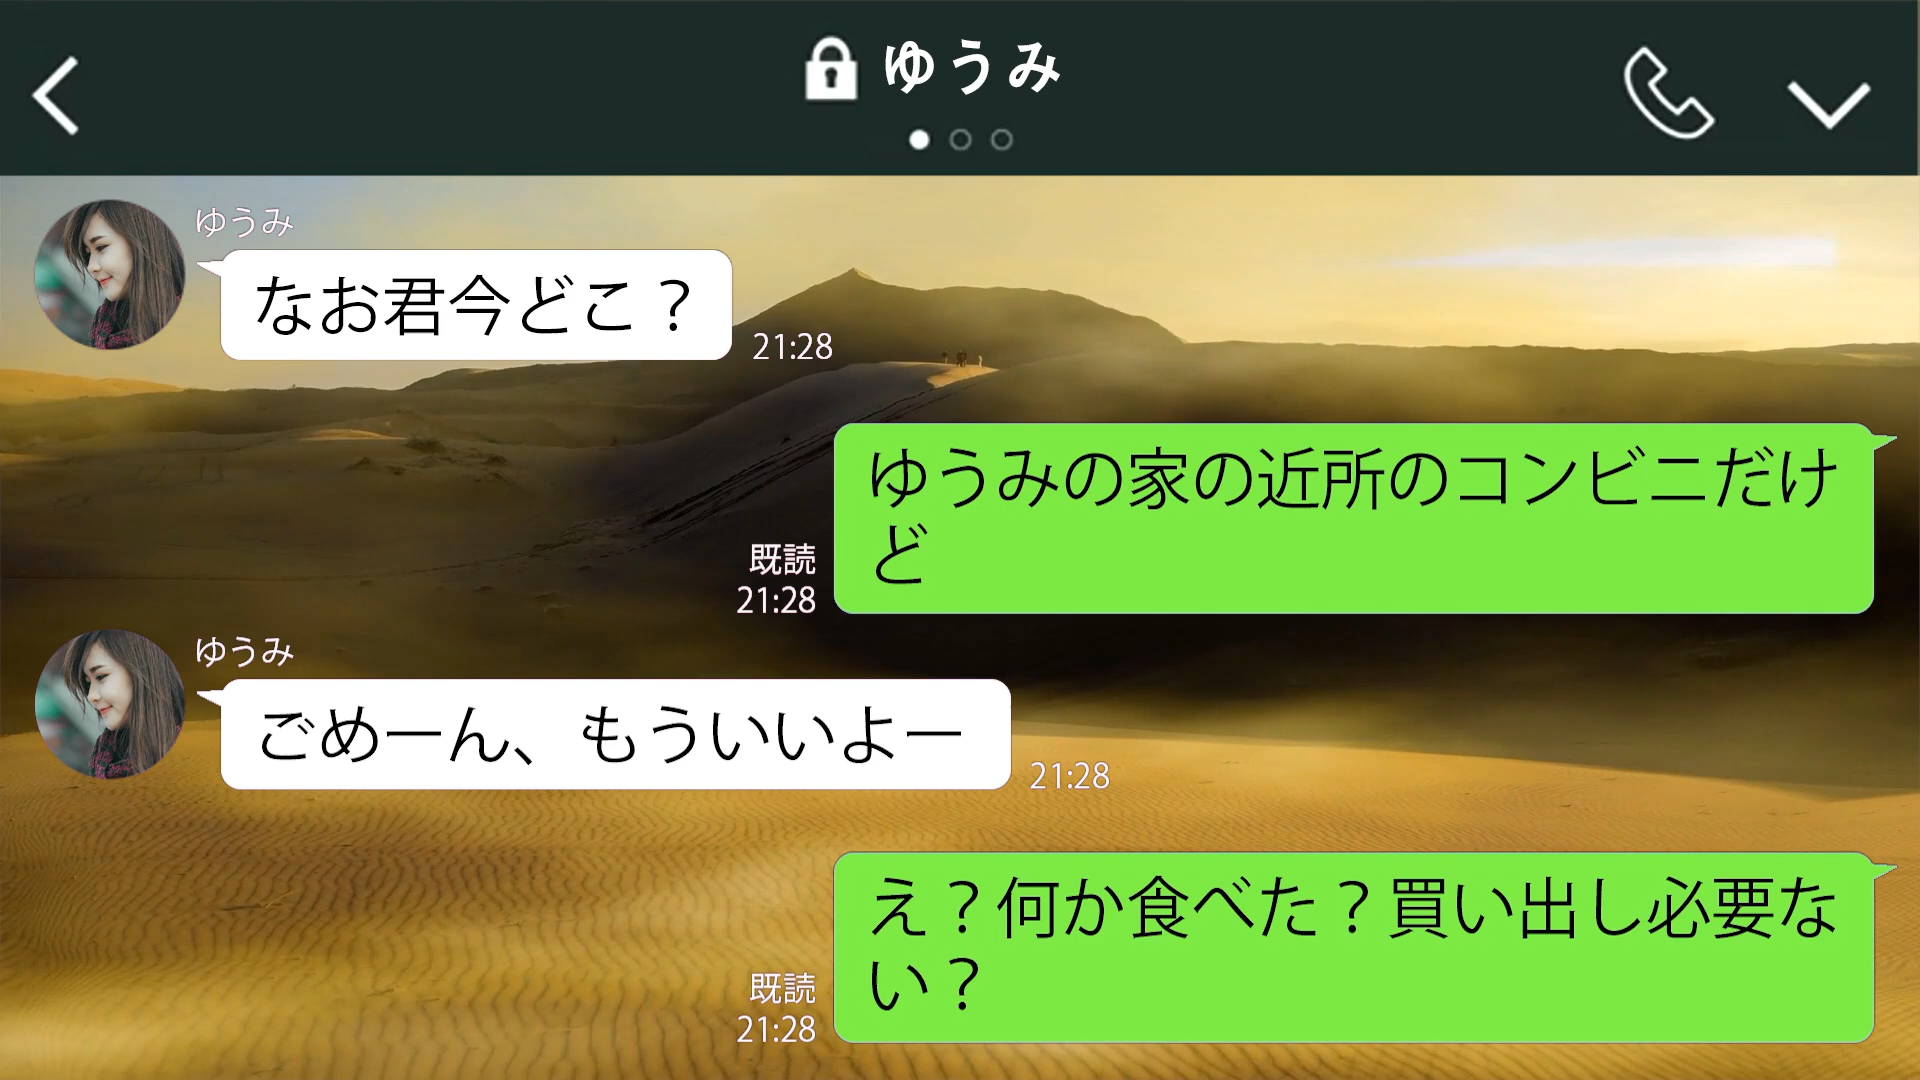 ゆうみ
ゆうみ
なお君今どこ？
21:28
ゆうみの家の近所のコンビニだけ
ど
既読
21:28
ゆうみ
ごめーん、もういいよー
21:28
え？何か食べた？買い出し必要な
い？
既読
21:28